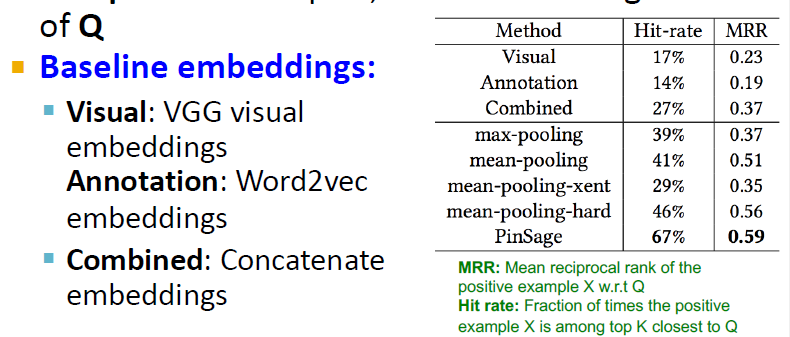 of Q
Baseline embeddings:
Visual: VGG visual
embeddings
Annotation: Word2vec
embeddings
Combined: Concatenate
embeddings
Method Hit-rate MRR
Visual 17% 0.23
Annotation 14% 0.19
Combined 27% 0.37
max-pooling 39% 0.37
mean-pooling 41% 0.51
mean-pooling-xent 29% 0.35
mean-pooling-hard 46% 0.56
PinSage 67% 0.59
MRR: Mean reciprocal rank of the
positive example X w.r.t Q
Hit rate: Fraction of times the positive
example X is among top K closest to Q